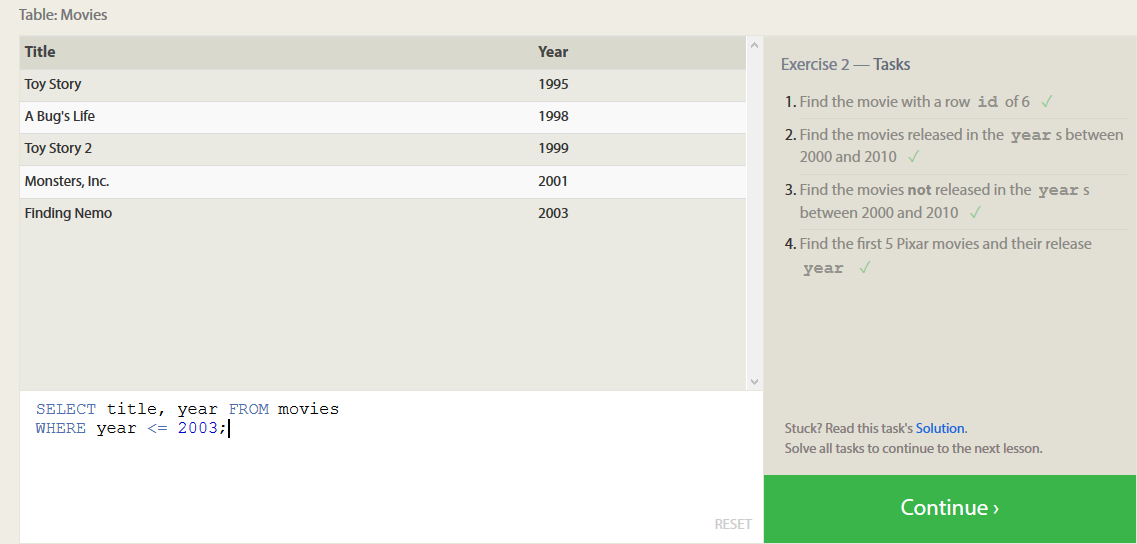 Table: Movies
Title Year
Toy Story 1995
A Bug's Life 1998
Toy Story 2 1999
Monsters, Inc. 2001
Finding Nemo 2003
SELECT title, year FROM movies
WHERE year <= 2003;
RESET
Exercise 2 — Tasks
1. Find the movie with a row id of 6 ✓
2. Find the movies released in the year s between
2000 and 2010 ✓
3. Find the movies not released in the year s
between 2000 and 2010 ✓
4. Find the first 5 Pixar movies and their release
year ✓
Stuck? Read this task's Solution.
Solve all tasks to continue to the next lesson.
Continue ›